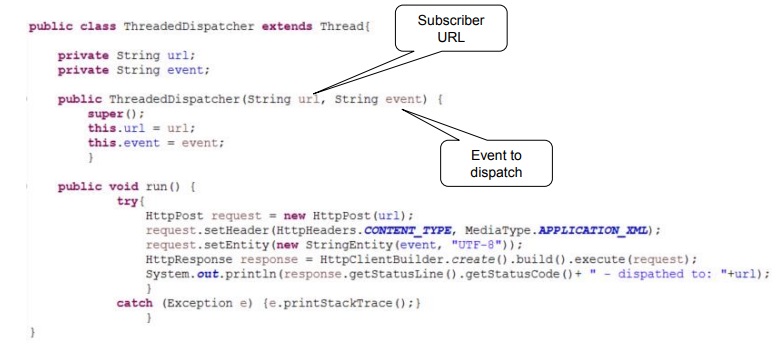 public class ThreadedDispatcher extends Thread{
Subscriber
URL
private String url;
private String event;
public ThreadedDispatcher(String url, String event) {
super();
this.url = url;
this.event = event;
}
Event to
dispatch
public void run() {
try{
HttpPost request = new HttpPost(url);
request.setHeader(HttpHeaders.CONTENT_TYPE, MediaType.APPLICATION_XML);
request.setEntity(new StringEntity(event, "UTF-8"));
HttpResponse response = HttpClientBuilder.create().build().execute(request);
System.out.println(response.getStatusLine().getStatusCode()+ " - dispathed to: "+url);
}
catch (Exception e) {e.printStackTrace();}
}
}